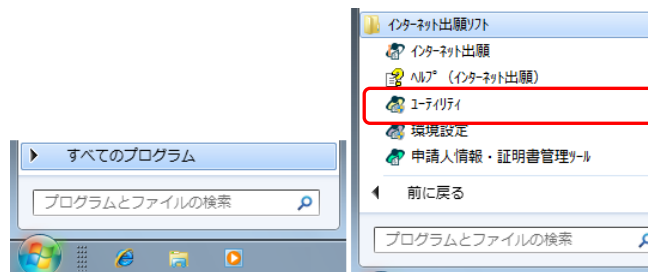 すべてのプログラム
プログラムとファイルの検索
インターネット出願ソフト
インターネット出願
ヘルプ (インターネット出願)
ユーティリティ
環境設定
申請人情報・証明書管理ツール
前に戻る
プログラムとファイルの検索